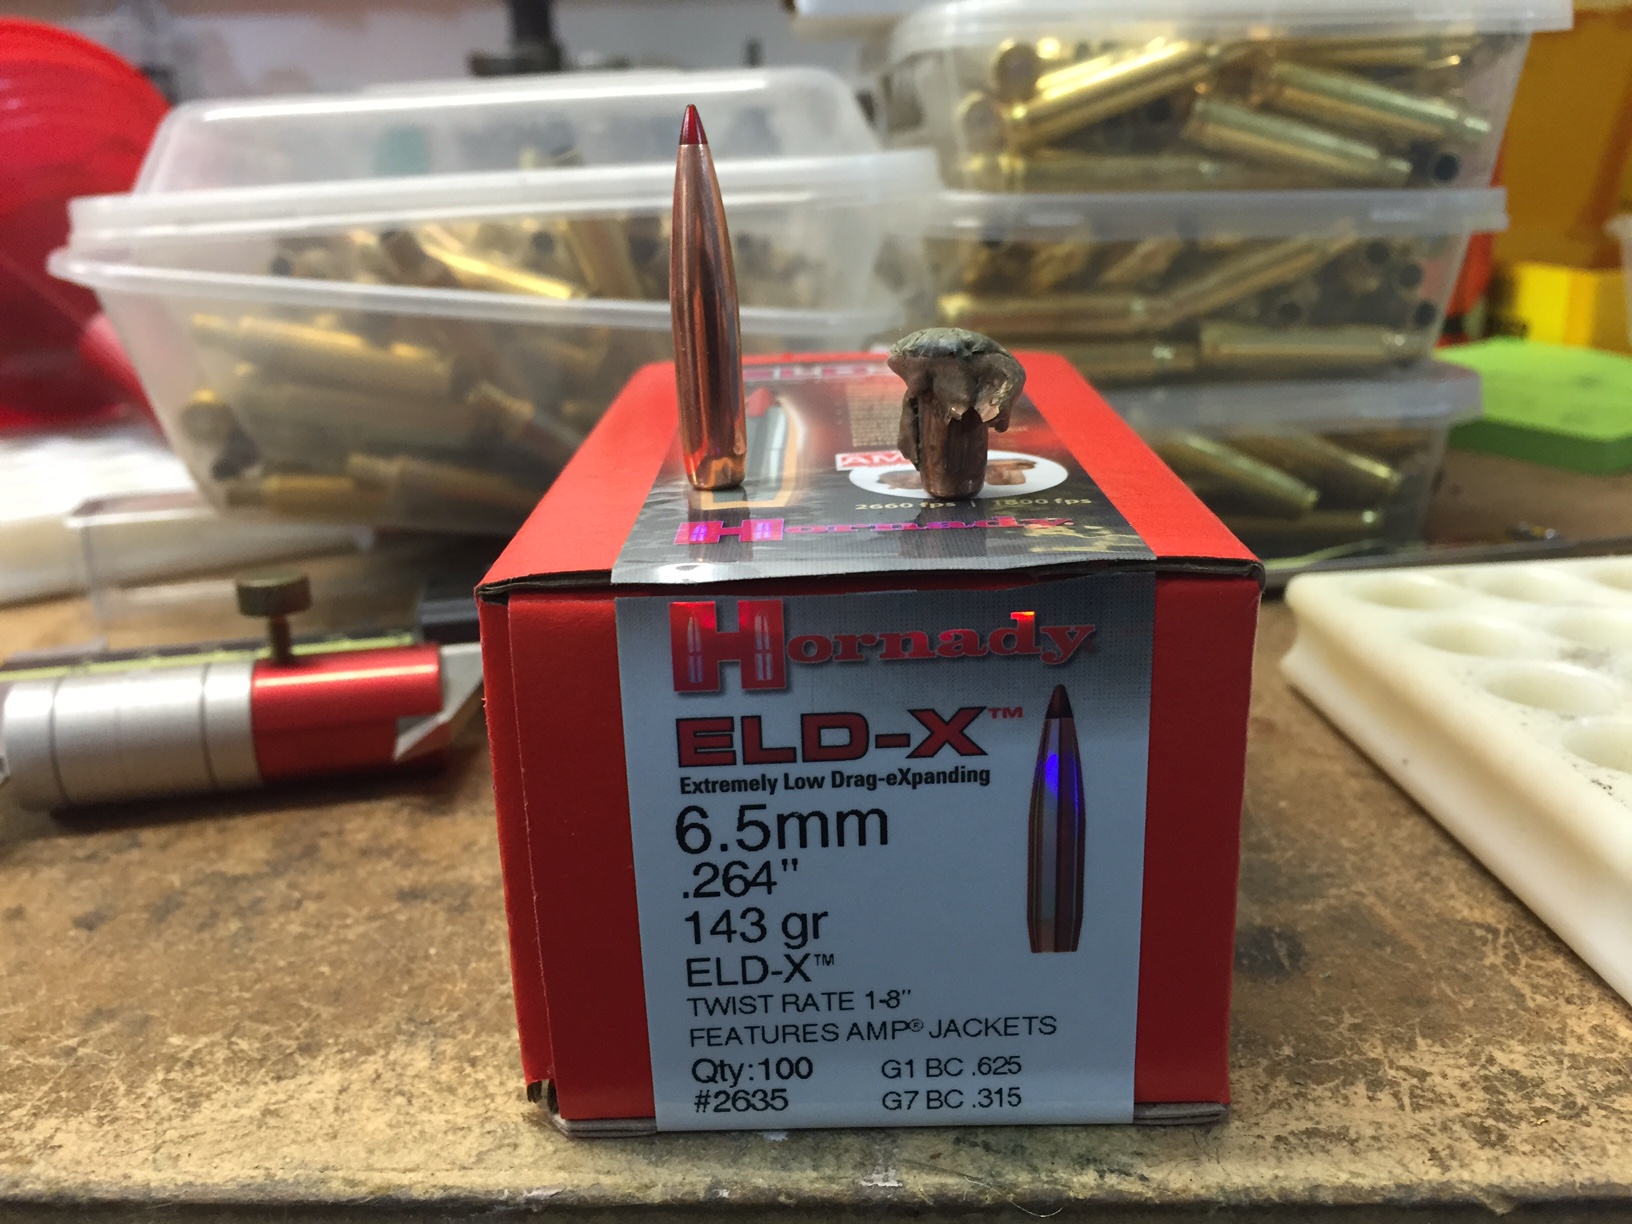 AM
2660 fps | 1800 fps
Hornady
Hornady
ELD-X™
Extremely Low Drag-eXpanding
6.5mm
.264"
143 gr
ELD-X™
TWIST RATE 1-8"
FEATURES AMP® JACKETS
Qty:100 G1 BC .625
#2635 G7 BC .315